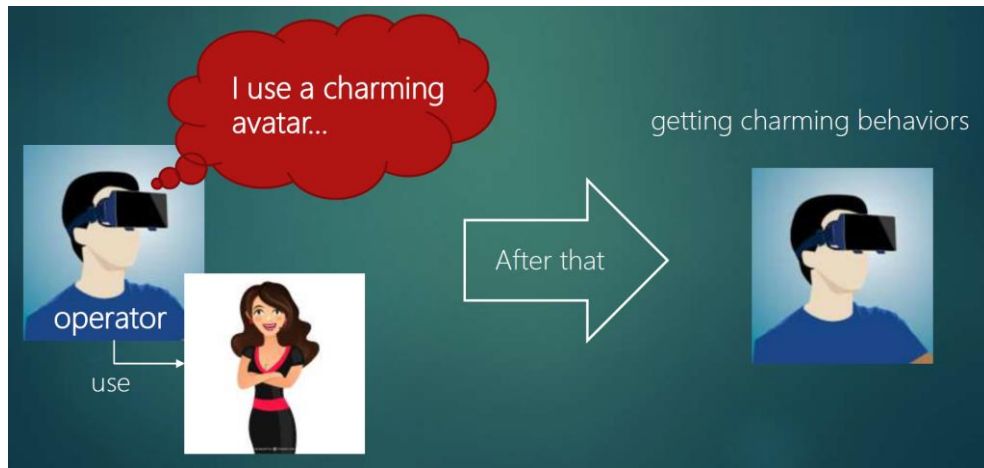 I use a charming
avatar...
getting charming behaviors
After that
operator
use